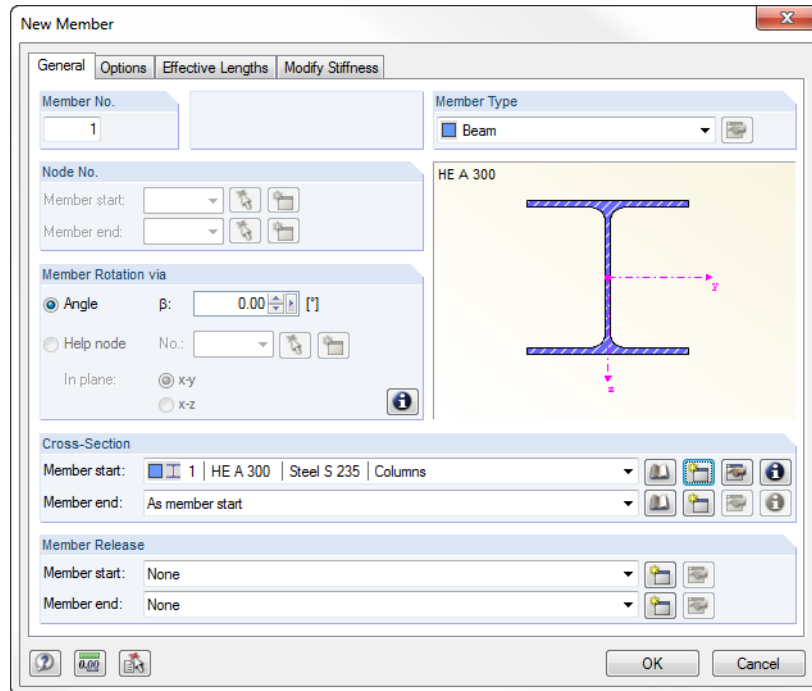 New Member
General Options Effective Lengths Modify Stiffness
Member No.
1
Member Type
Beam
Node No.
Member start:
Member end:
HE A 300
y
z
Member Rotation via
Angle β: 0.00 [°]
Help node No.:
In plane: x-y
x-z
Cross-Section
Member start: 1 HE A 300 Steel S 235 Columns
Member end: As member start
Member Release
Member start: None
Member end: None
0.00
OK Cancel